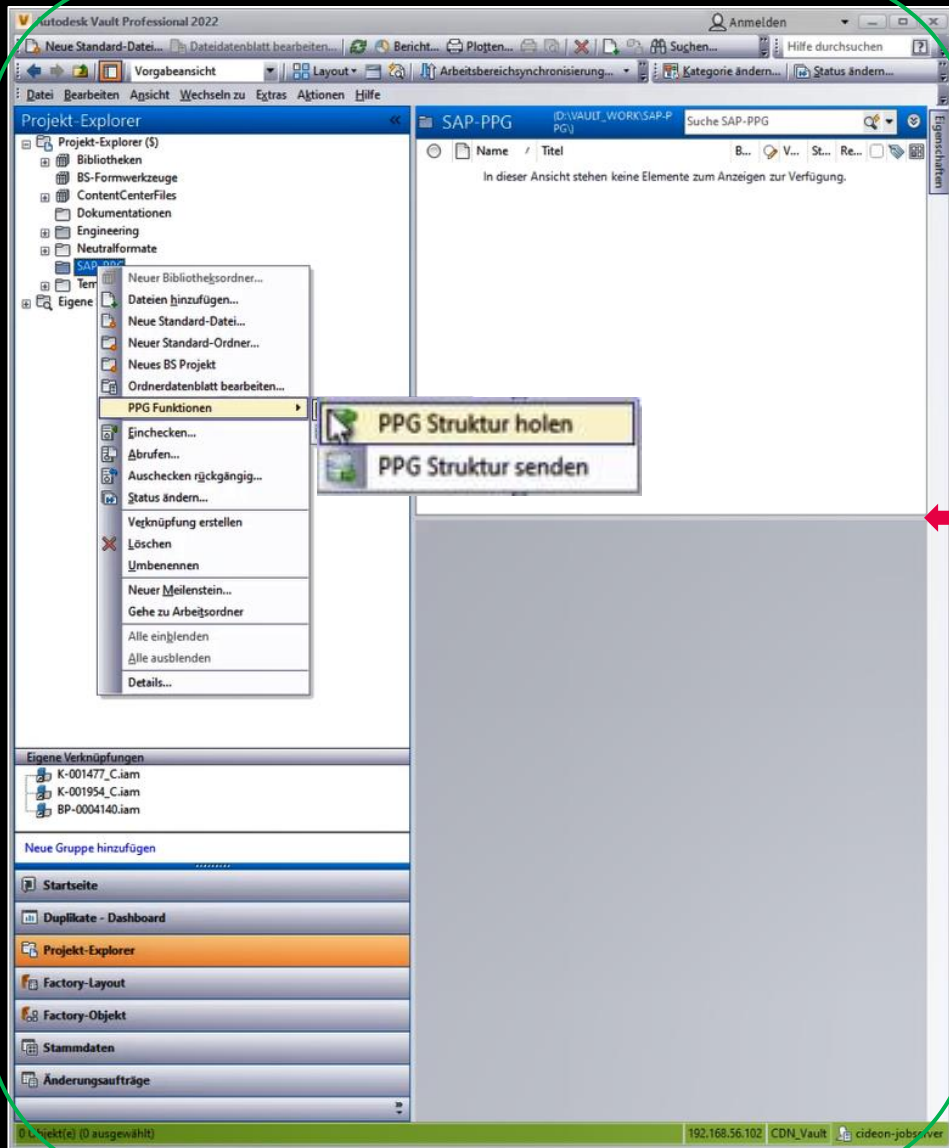 Autodesk Vault Professional 2022
Anmelden
Neue Standard-Datei... Dateidatenblatt bearbeiten... Bericht... Plotten... Suchen... Hilfe durchsuchen
Vorgabeansicht Layout Arbeitsbereichsynchronisierung... Kategorie ändern... Status ändern...
Datei Bearbeiten Ansicht Wechseln zu Extras Aktionen Hilfe
Projekt-Explorer
Projekt-Explorer ($)
Bibliotheken
BS-Formwerkzeuge
ContentCenterFiles
Dokumentationen
Engineering
Neutralformate
SAP-PPG
Tem
Eigene
Neuer Bibliotheksordner...
Dateien hinzufügen...
Neue Standard-Datei...
Neuer Standard-Ordner...
Neues BS Projekt
Ordnerdatenblatt bearbeiten...
PPG Funktionen
Einchecken...
Abrufen...
Auschecken rückgängig...
Status ändern...
Verknüpfung erstellen
Löschen
Umbenennen
Neuer Meilenstein...
Gehe zu Arbeitsordner
Alle einblenden
Alle ausblenden
Details...
PPG Struktur holen
PPG Struktur senden
SAP-PPG
(D:\VAULT_WORK\SAP-P
PG\)
Suche SAP-PPG
Name Titel B... V... St... Re...
In dieser Ansicht stehen keine Elemente zum Anzeigen zur Verfügung.
Eigenschaften
Eigene Verknüpfungen
K-001477_C.iam
K-001954_C.iam
BP-0004140.iam
Neue Gruppe hinzufügen
Startseite
Duplikate - Dashboard
Projekt-Explorer
Factory-Layout
Factory-Objekt
Stammdaten
Änderungsaufträge
0 Objekt(e) (0 ausgewählt)
192.168.56.102 CDN_Vault cideon-jobserver